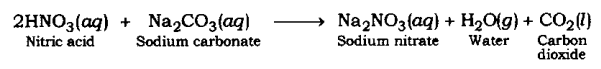 2HNO₃(aq) + Na₂CO₃(aq) ⟶ Na₂NO₃(aq) + H₂O(g) + CO₂(l)
Nitric acid Sodium carbonate Sodium nitrate Water Carbon
dioxide